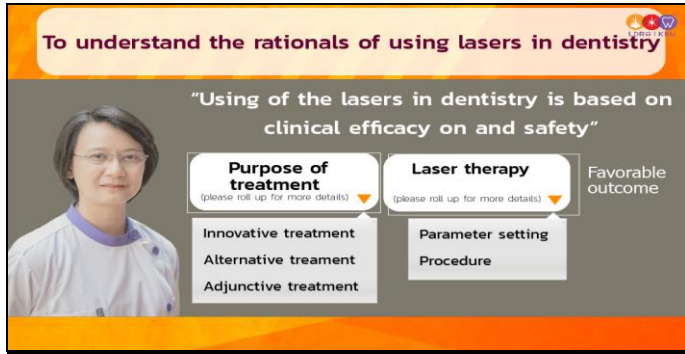 To understand the rationals of using lasers in dentistry
LDRG | KKU
"Using of the lasers in dentistry is based on
clinical efficacy on and safety"
Purpose of
treatment
(please roll up for more details)
Innovative treatment
Alternative treament
Adjunctive treatment
Laser therapy
(please roll up for more details)
Parameter setting
Procedure
Favorable
outcome